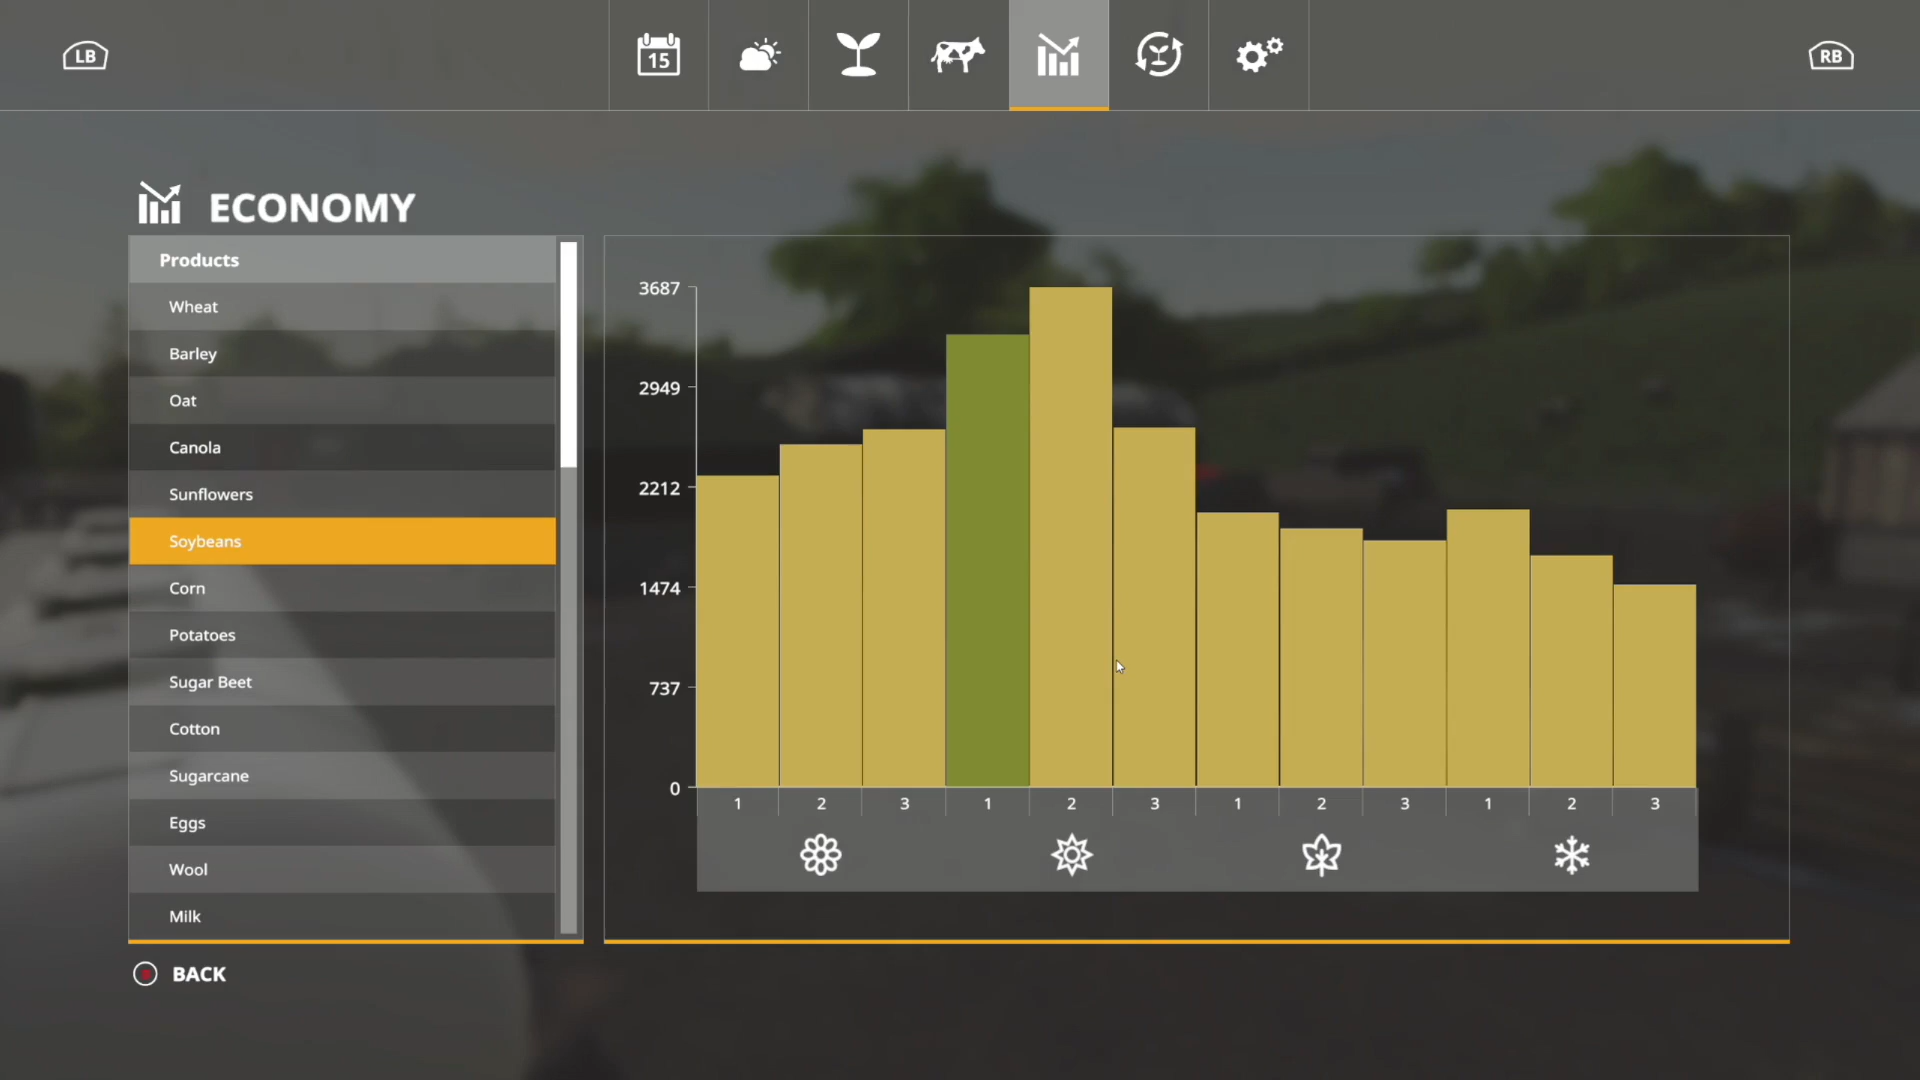 LB
15
RB
ECONOMY
Products
Wheat
Barley
Oat
Canola
Sunflowers
Soybeans
Corn
Potatoes
Sugar Beet
Cotton
Sugarcane
Eggs
Wool
Milk
3687
2949
2212
1474
737
0
1 2 3 1 2 3 1 2 3 1 2 3
BACK